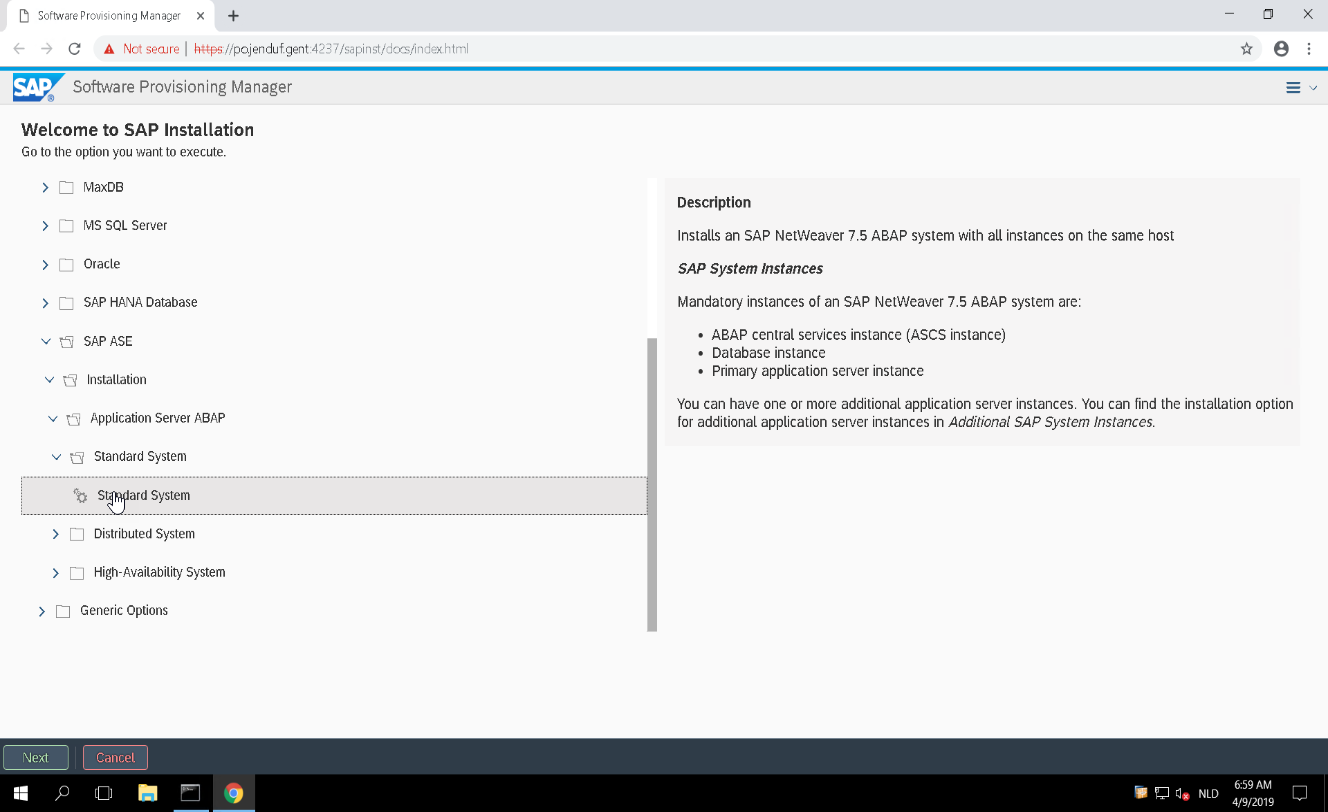 Software Provisioning Manager
Not secure | https://pojenduf.gent:4237/sapinst/docs/index.html
SAP® Software Provisioning Manager
Welcome to SAP Installation
Go to the option you want to execute.
MaxDB
MS SQL Server
Oracle
SAP HANA Database
SAP ASE
Installation
Application Server ABAP
Standard System
Standard System
Distributed System
High-Availability System
Generic Options
Description
Installs an SAP NetWeaver 7.5 ABAP system with all instances on the same host
SAP System Instances
Mandatory instances of an SAP NetWeaver 7.5 ABAP system are:
• ABAP central services instance (ASCS instance)
• Database instance
• Primary application server instance
You can have one or more additional application server instances. You can find the installation option
for additional application server instances in Additional SAP System Instances.
Next
Cancel
NLD
6:59 AM
4/9/2019